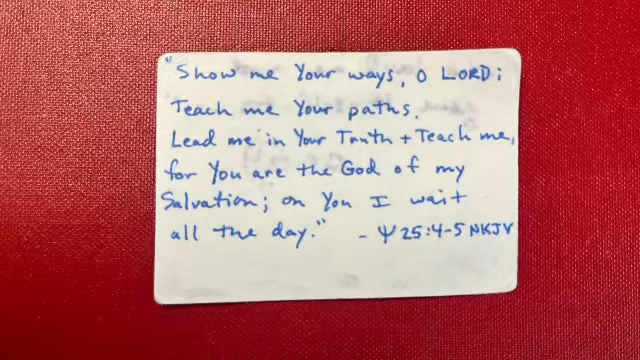 "Show me Your ways, O LORD;
Teach me Your paths.
Lead me in Your Truth + Teach me,
for You are the God of my
Salvation; on You I wait
all the day." - Ψ 25:4-5 NKJV